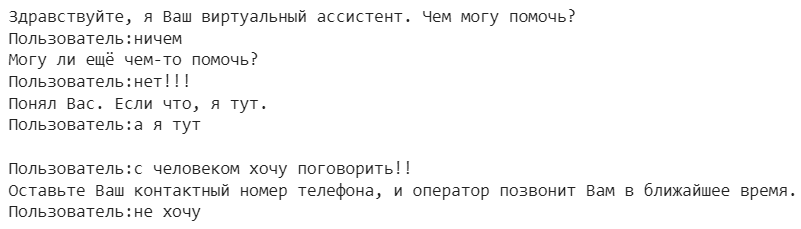 Здравствуйте, я Ваш виртуальный ассистент. Чем могу помочь?
Пользователь:ничем
Могу ли ещё чем-то помочь?
Пользователь:нет!!!
Понял Вас. Если что, я тут.
Пользователь:а я тут
Пользователь:с человеком хочу поговорить!!
Оставьте Ваш контактный номер телефона, и оператор позвонит Вам в ближайшее время.
Пользователь:не хочу